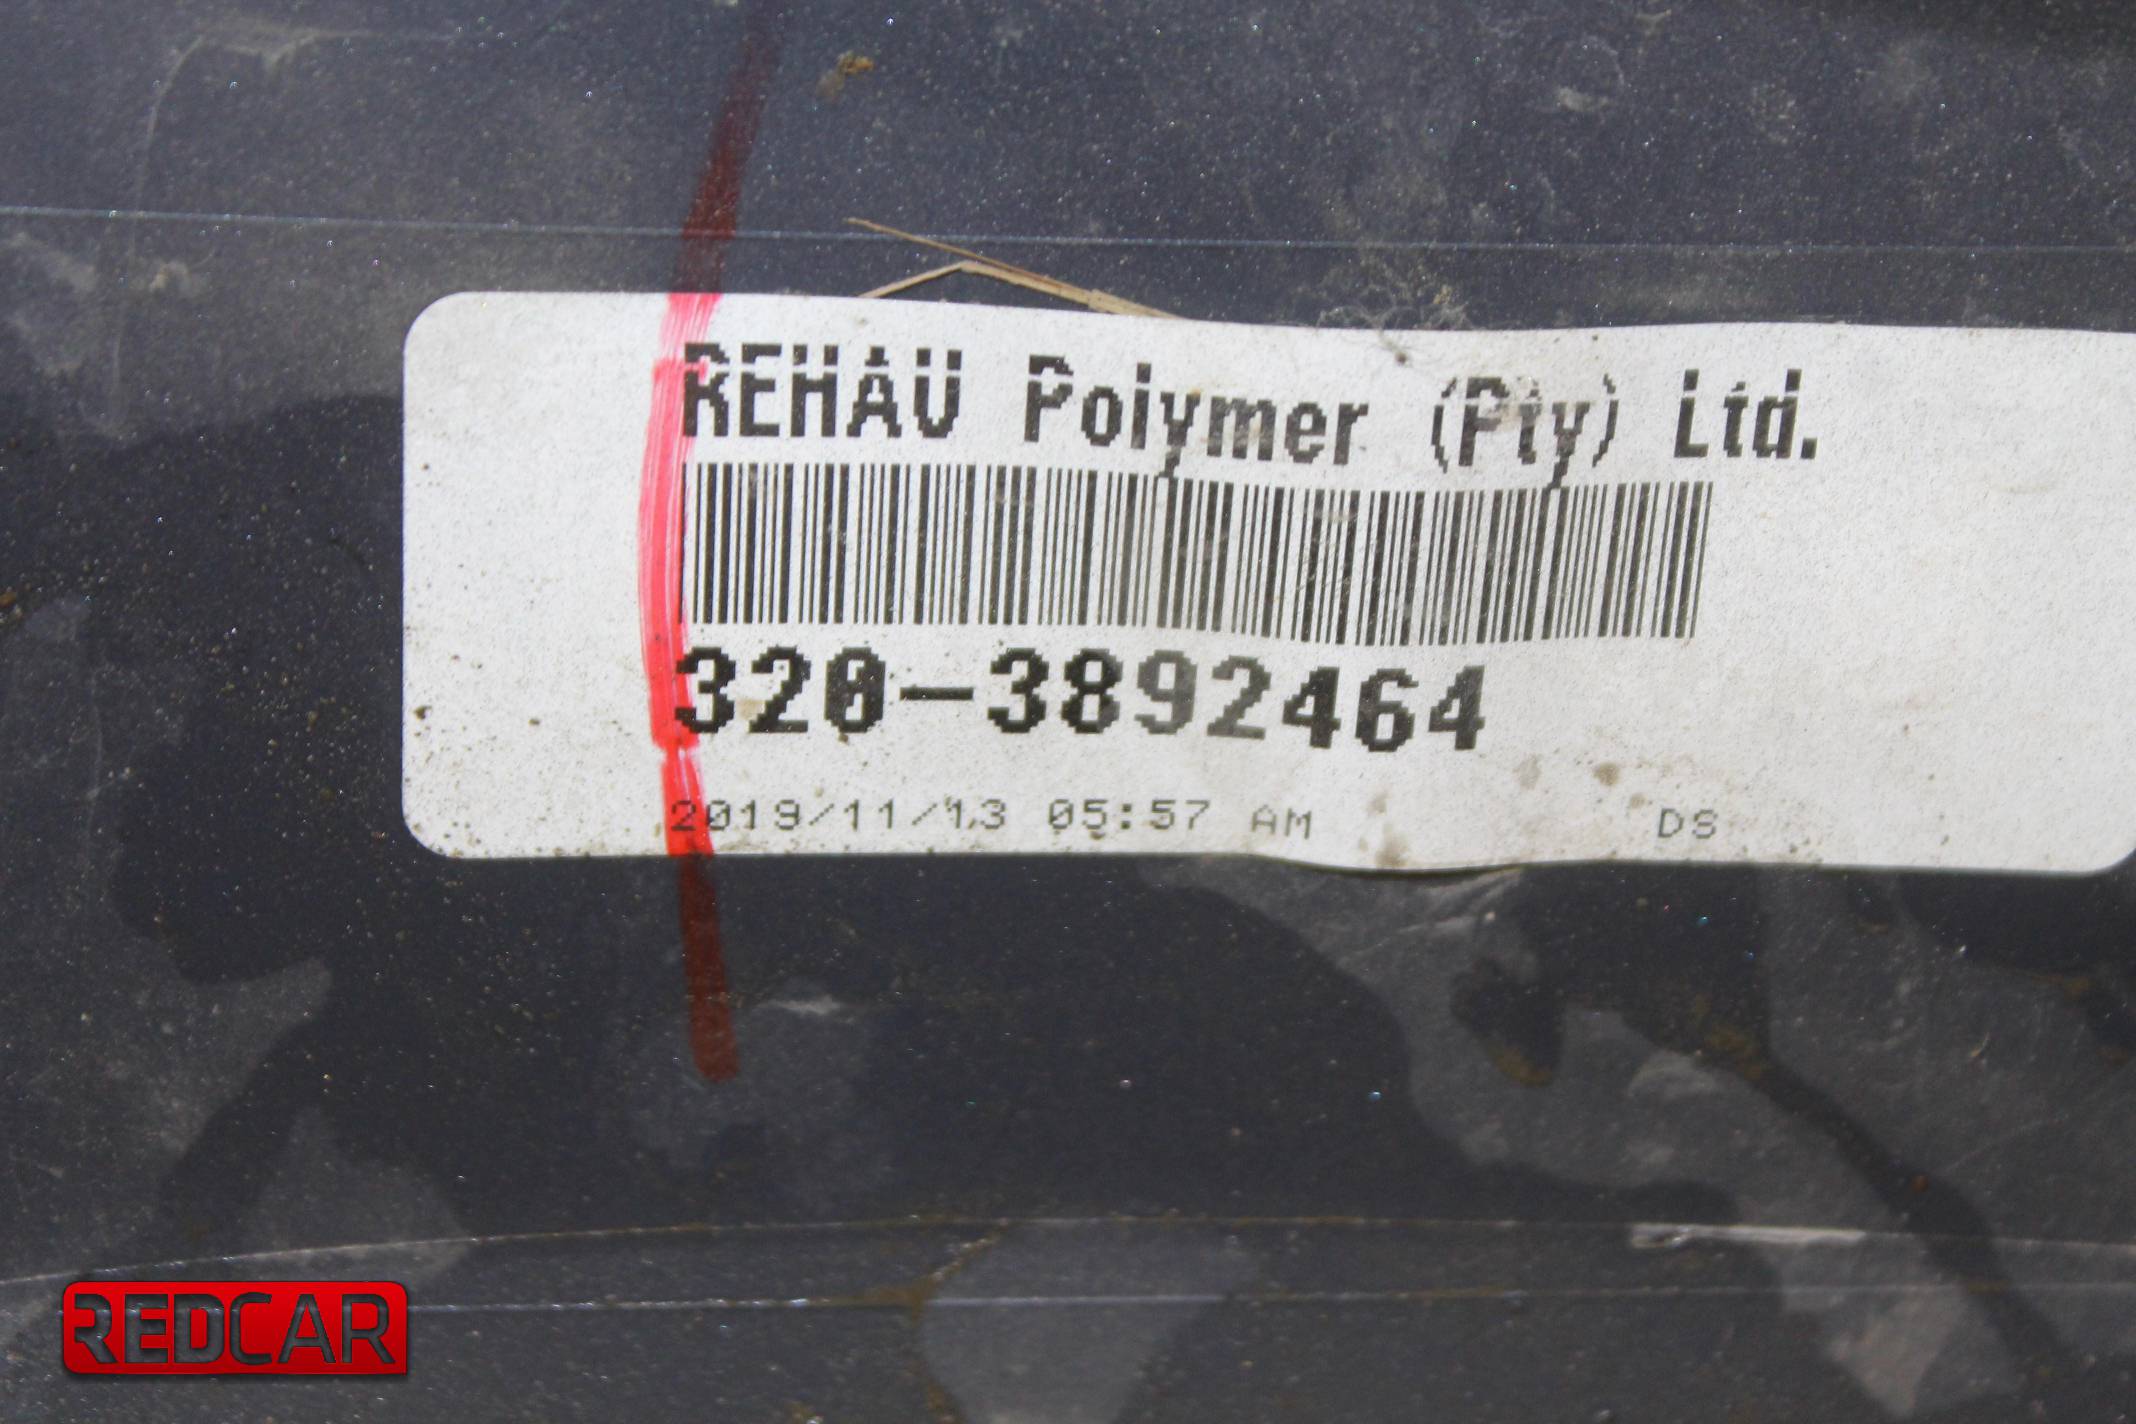 REHAU Polymer (Pty) Ltd.
320-3892464
2019/11/13 05:57 AM DS
REDCAR